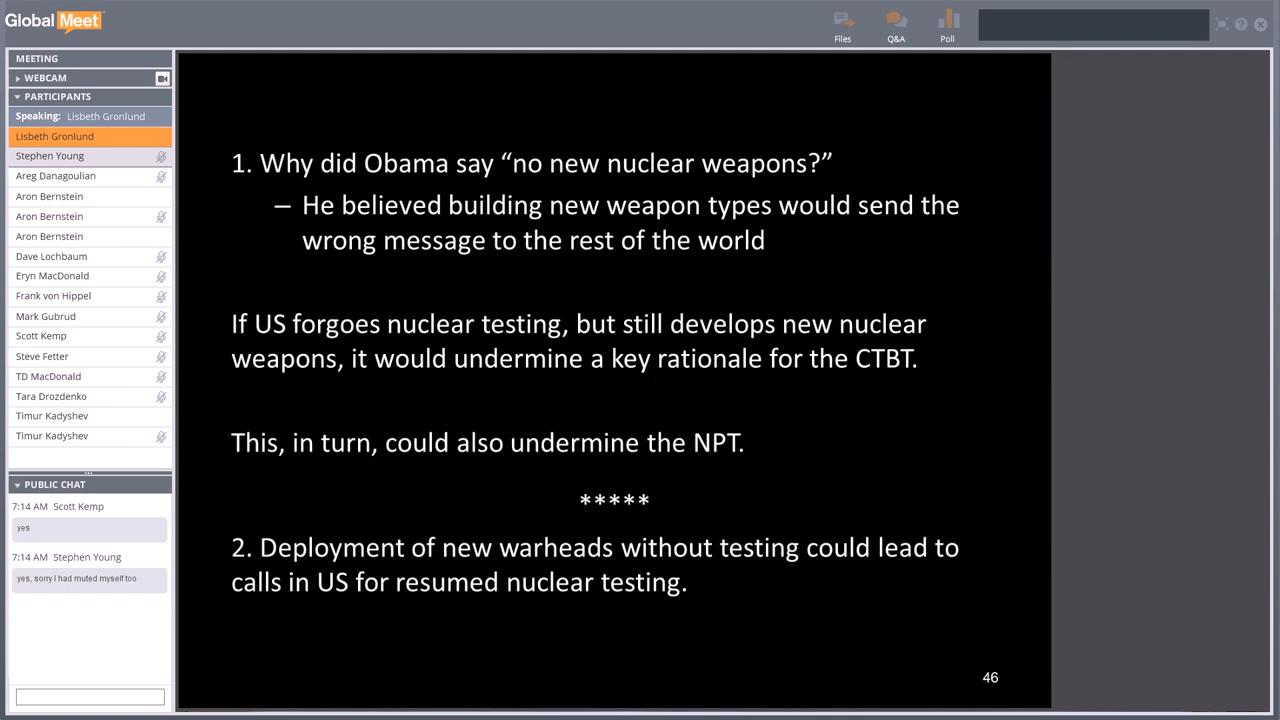 Global Meet
Files
Q&A
Poll
MEETING
WEBCAM
PARTICIPANTS
Speaking: Lisbeth Gronlund
Lisbeth Gronlund
Stephen Young
Areg Danagoulian
Aron Bernstein
Aron Bernstein
Aron Bernstein
Dave Lochbaum
Eryn MacDonald
Frank von Hippel
Mark Gubrud
Scott Kemp
Steve Fetter
TD MacDonald
Tara Drozdenko
Timur Kadyshev
Timur Kadyshev
PUBLIC CHAT
7:14 AM Scott Kemp
yes
7:14 AM Stephen Young
yes, sorry I had muted myself too
1. Why did Obama say “no new nuclear weapons?”
– He believed building new weapon types would send the
wrong message to the rest of the world
If US forgoes nuclear testing, but still develops new nuclear
weapons, it would undermine a key rationale for the CTBT.
This, in turn, could also undermine the NPT.
*****
2. Deployment of new warheads without testing could lead to
calls in US for resumed nuclear testing.
46